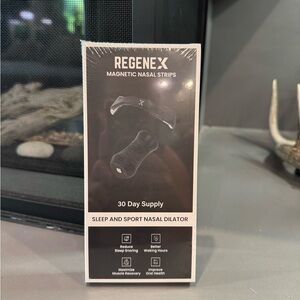 REGENEX
MAGNETIC NASAL STRIPS
30 Day Supply
SLEEP AND SPORT NASAL DILATOR
Reduce
Sleep Snoring
Better
Waking Hours
Maximize
Muscle Recovery
Improve
Oral Health